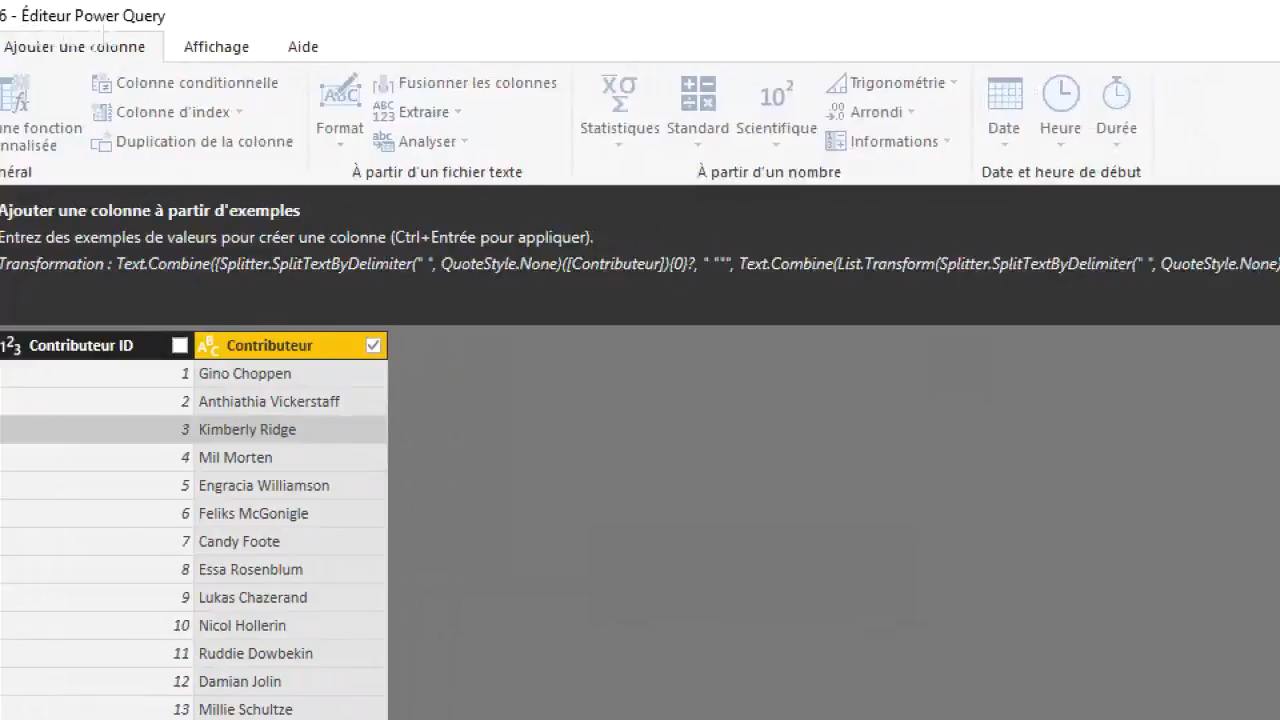 6 - Éditeur Power Query
Ajouter une colonne Affichage Aide
Colonne conditionnelle
Colonne d'index
Duplication de la colonne
une fonction
nnalisée
néral
Format
Fusionner les colonnes
Extraire
Analyser
À partir d'un fichier texte
Statistiques Standard Scientifique
Trigonométrie
Arrondi
Informations
À partir d'un nombre
Date Heure Durée
Date et heure de début
Ajouter une colonne à partir d'exemples
Entrez des exemples de valeurs pour créer une colonne (Ctrl+Entrée pour appliquer).
Transformation : Text.Combine({Splitter.SplitTextByDelimiter(" ", QuoteStyle.None)([Contributeur]){0}?, " """, Text.Combine(List.Transform(Splitter.SplitTextByDelimiter(" ", QuoteStyle.None)
Contributeur ID Contributeur
1 Gino Choppen
2 Anthiathia Vickerstaff
3 Kimberly Ridge
4 Mil Morten
5 Engracia Williamson
6 Feliks McGonigle
7 Candy Foote
8 Essa Rosenblum
9 Lukas Chazerand
10 Nicol Hollerin
11 Ruddie Dowbekin
12 Damian Jolin
13 Millie Schultze